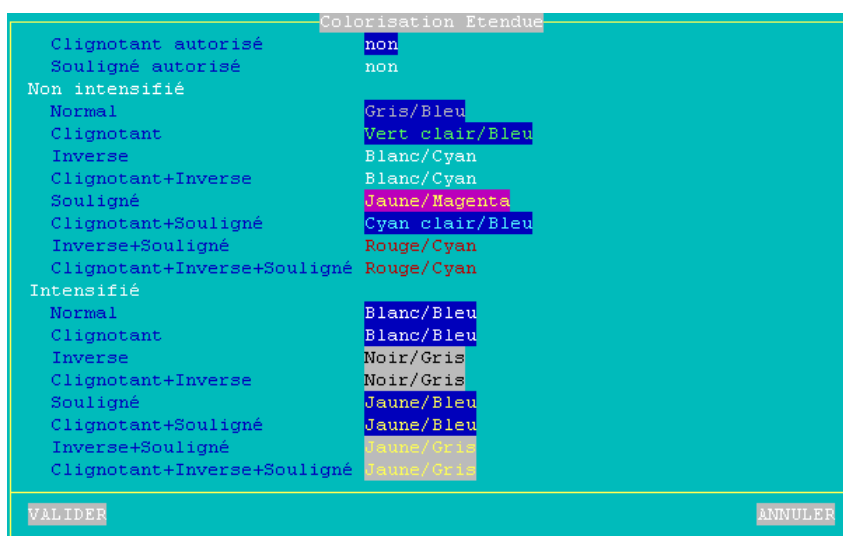 Colorisation Etendue
Clignotant autorisé non
Souligné autorisé non
Non intensifié
Normal Gris/Bleu
Clignotant Vert clair/Bleu
Inverse Blanc/Cyan
Clignotant+Inverse Blanc/Cyan
Souligné Jaune/Magenta
Clignotant+Souligné Cyan clair/Bleu
Inverse+Souligné Rouge/Cyan
Clignotant+Inverse+Souligné Rouge/Cyan
Intensifié
Normal Blanc/Bleu
Clignotant Blanc/Bleu
Inverse Noir/Gris
Clignotant+Inverse Noir/Gris
Souligné Jaune/Bleu
Clignotant+Souligné Jaune/Bleu
Inverse+Souligné Jaune/Gris
Clignotant+Inverse+Souligné Jaune/Gris
VALIDER ANNULER